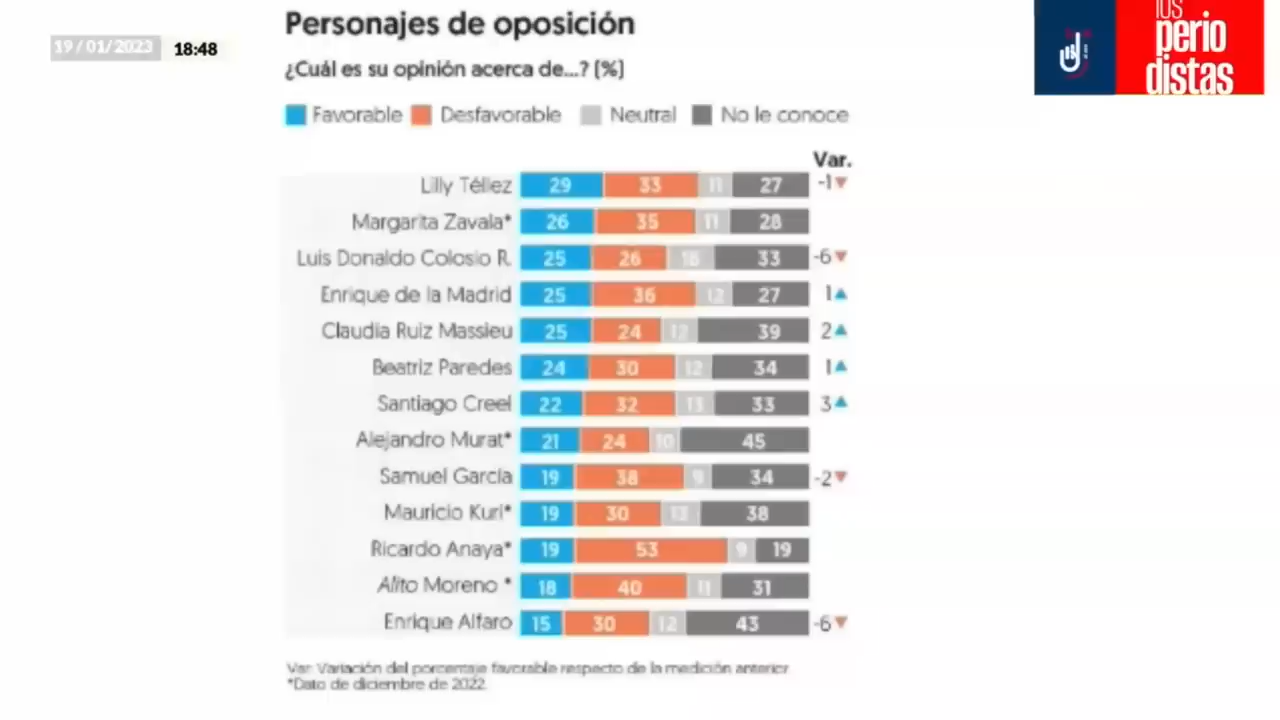 19/01/2023 18:48
los
perio
distas
Personajes de oposición
¿Cuál es su opinión acerca de...? (%)
Favorable Desfavorable Neutral No le conoce
Var.
Lilly Téllez 29 33 11 27 -1
Margarita Zavala* 26 35 11 28
Luis Donaldo Colosio R. 25 26 16 33 -6
Enrique de la Madrid 25 36 12 27 1
Claudia Ruiz Massieu 25 24 12 39 2
Beatriz Paredes 24 30 12 34 1
Santiago Creel 22 32 13 33 3
Alejandro Murat* 21 24 10 45
Samuel García 19 38 9 34 -2
Mauricio Kuri* 19 30 13 38
Ricardo Anaya* 19 53 9 19
Alito Moreno * 18 40 11 31
Enrique Alfaro 15 30 12 43 -6
Var: Variación del porcentaje favorable respecto de la medición anterior.
*Dato de diciembre de 2022.